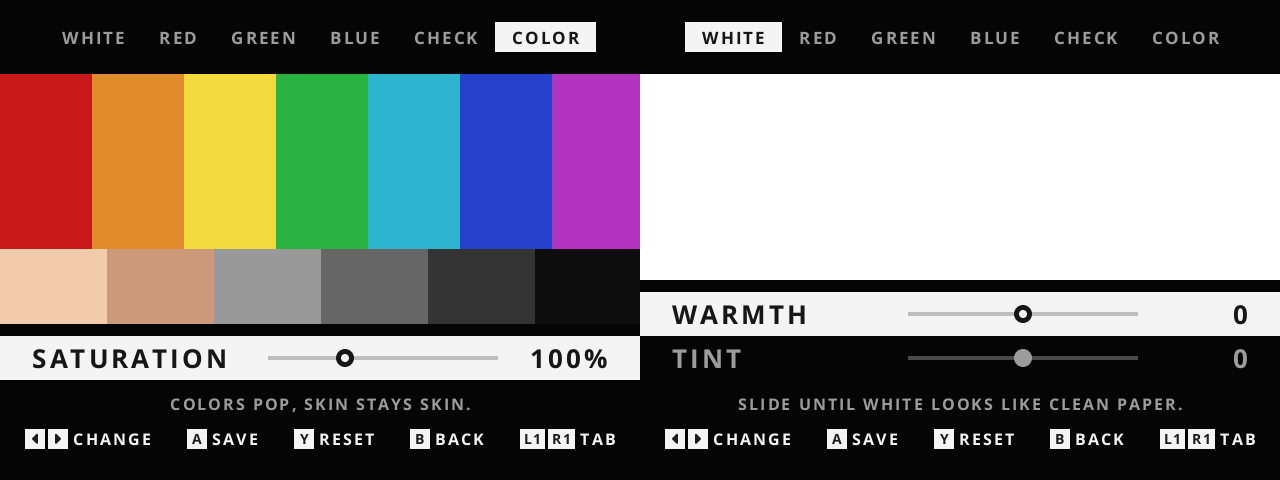 WHITE RED GREEN BLUE CHECK COLOR
SATURATION 100%
COLORS POP, SKIN STAYS SKIN.
CHANGE A SAVE Y RESET B BACK L1 R1 TAB
WHITE RED GREEN BLUE CHECK COLOR
WARMTH 0
TINT 0
SLIDE UNTIL WHITE LOOKS LIKE CLEAN PAPER.
CHANGE A SAVE Y RESET B BACK L1 R1 TAB